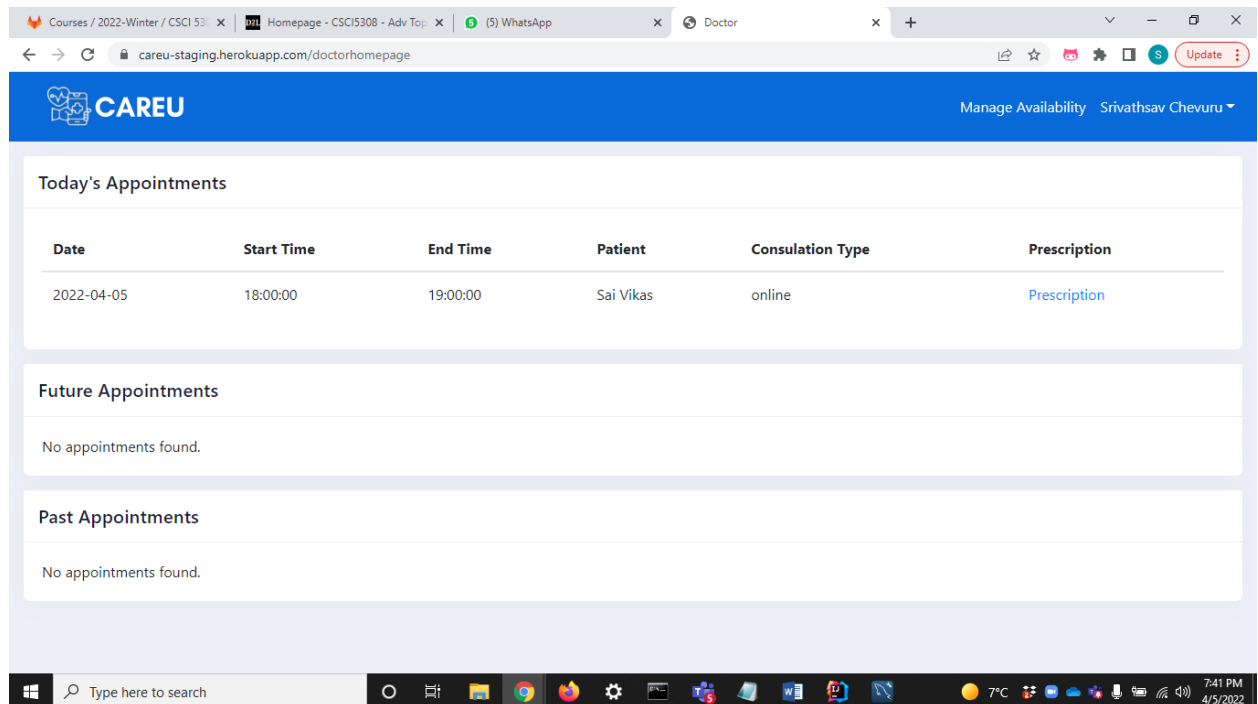 Courses / 2022-Winter / CSCI 53
Homepage - CSCI5308 - Adv Top
(5) WhatsApp
Doctor
careu-staging.herokuapp.com/doctorhomepage
S
Update
CAREU
Manage Availability
Srivathsav Chevuru
Today's Appointments
Date Start Time End Time Patient Consulation Type Prescription
2022-04-05 18:00:00 19:00:00 Sai Vikas online Prescription
Future Appointments
No appointments found.
Past Appointments
No appointments found.
Type here to search
7°C
7:41 PM
4/5/2022